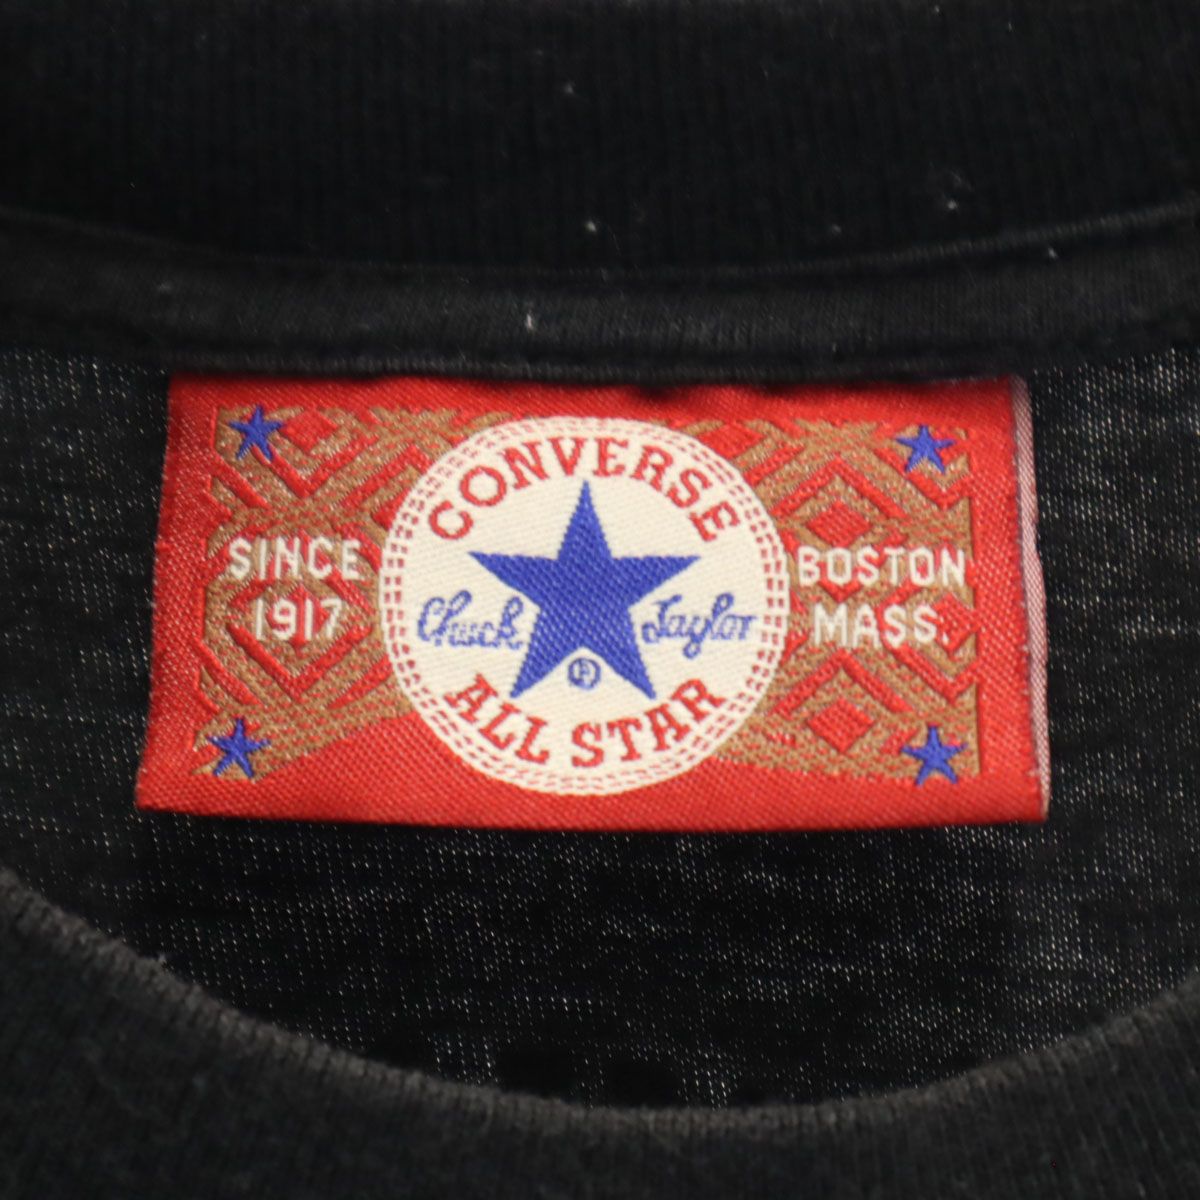 CONVERSE
SINCE
1917
Chuck Taylor
®
ALL STAR
BOSTON
MASS.